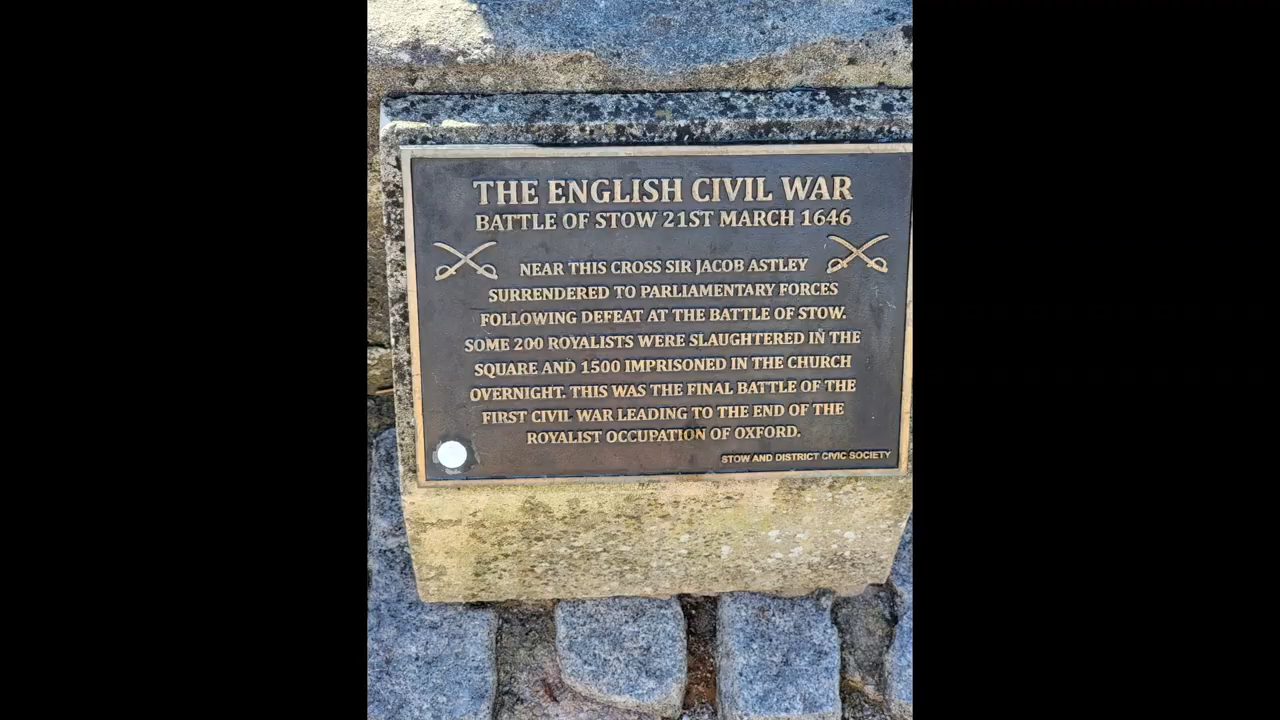 THE ENGLISH CIVIL WAR
BATTLE OF STOW 21ST MARCH 1646
NEAR THIS CROSS SIR JACOB ASTLEY
SURRENDERED TO PARLIAMENTARY FORCES
FOLLOWING DEFEAT AT THE BATTLE OF STOW.
SOME 200 ROYALISTS WERE SLAUGHTERED IN THE
SQUARE AND 1500 IMPRISONED IN THE CHURCH
OVERNIGHT. THIS WAS THE FINAL BATTLE OF THE
FIRST CIVIL WAR LEADING TO THE END OF THE
ROYALIST OCCUPATION OF OXFORD.
STOW AND DISTRICT CIVIC SOCIETY